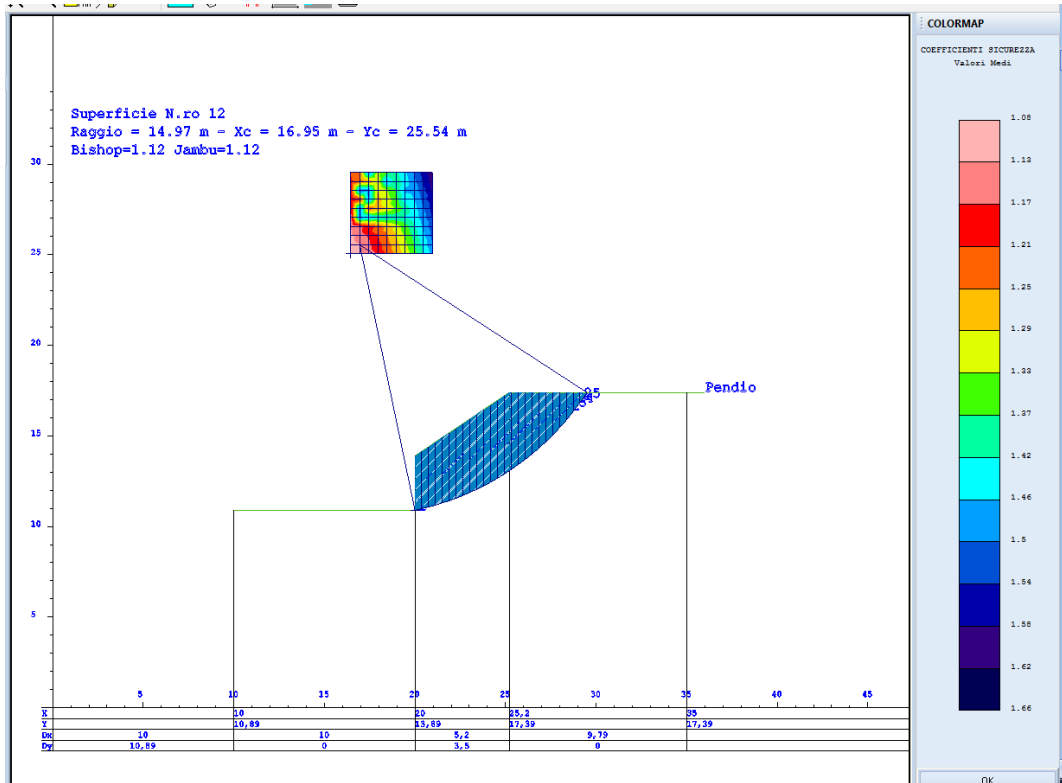 COLORMAP
COEFFICIENTI SICUREZZA
Valori Medi
Superficie N.ro 12
Raggio = 14.97 m - Xc = 16.95 m - Yc = 25.54 m
Bishop=1.12 Jambu=1.12
1.08
1.13
1.17
1.21
1.25
1.29
1.33
1.37
1.42
1.46
1.5
1.54
1.58
1.62
1.66
30
25
20
15
10
5
Pendio
25
5 10 15 20 25 30 35 40 45
X 10 20 25,2 35
Y 10,89 13,89 17,39 17,39
Dx 10 10 5,2 9,79
Dy 10,89 0 3,5 0
OK